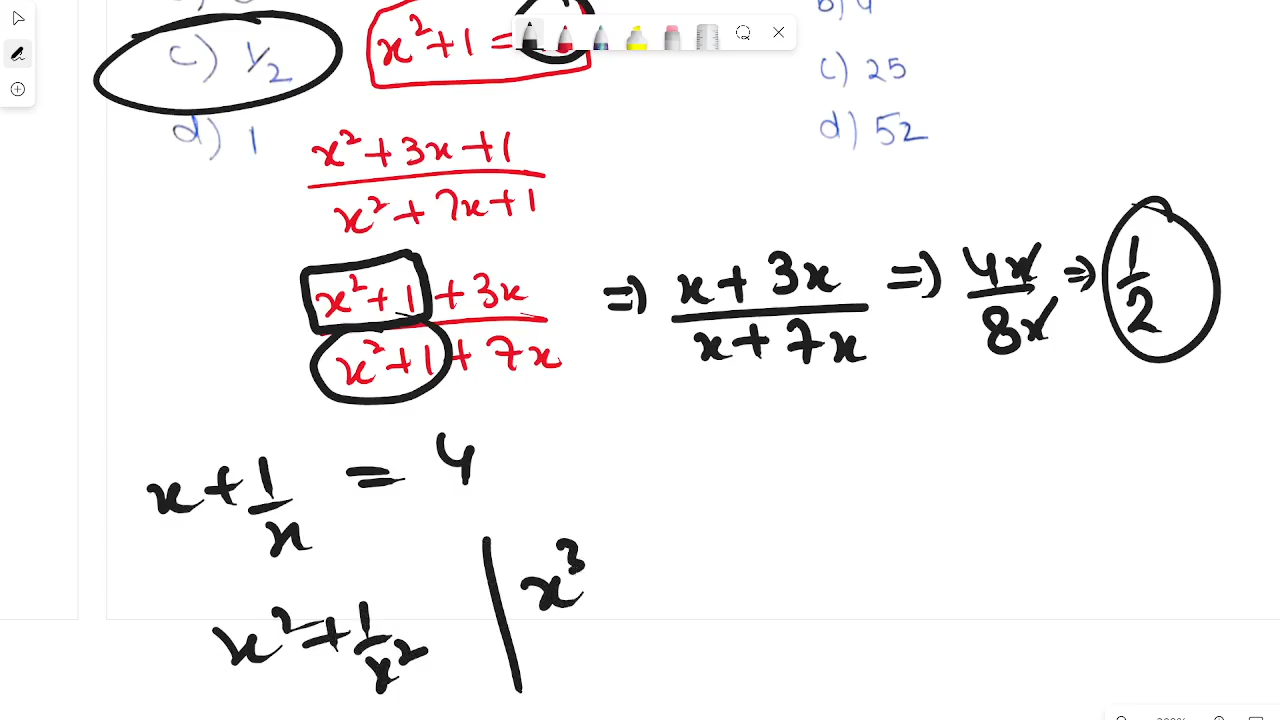 c) 1/2
x²+1 =
c) 25
d) 1
d) 52
x²+3x+1
x²+7x+1
x²+1+3x
x²+1+7x
⇒ x+3x
x+7x
⇒ 4x
8x
⇒ 1
2
x+1 = 4
x
x²+1
x²
x³